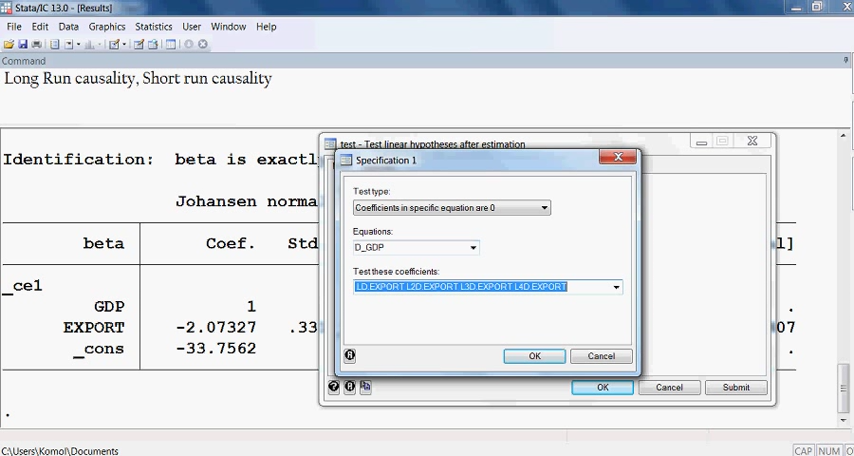 Stata/IC 13.0 - [Results]
File Edit Data Graphics Statistics User Window Help
Command
Long Run causality, Short run causality
test - Test linear hypotheses after estimation
Identification: beta is exactl
Specification 1
Test type:
Johansen norma
Coefficients in specific equation are 0
beta Coef. Std l]
Equations:
D_GDP
Test these coefficients:
_ce1
LD.EXPORT L2D.EXPORT L3D.EXPORT L4D.EXPORT
GDP 1 .
EXPORT -2.07327 .33 07
_cons -33.7562 .
OK Cancel
OK Cancel Submit
.
C:\Users\Komol\Documents
CAP NUM